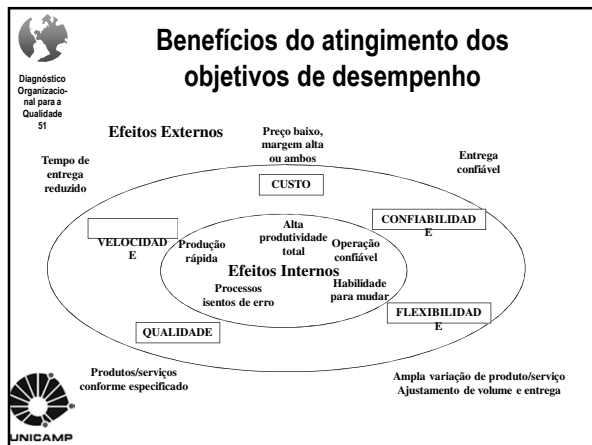 Benefícios do atingimento dos
objetivos de desempenho
Diagnóstico
Organizacio-
nal para a
Qualidade
51
Efeitos Externos
Preço baixo,
margem alta
ou ambos
Tempo de
entrega
reduzido
Entrega
confiável
CUSTO
CONFIABILIDAD
E
VELOCIDAD
E
Alta
produtividade
total
Produção
rápida
Operação
confiável
Efeitos Internos
Processos
isentos de erro
Habilidade
para mudar
FLEXIBILIDAD
E
QUALIDADE
Produtos/serviços
conforme especificado
Ampla variação de produto/serviço
Ajustamento de volume e entrega
UNICAMP